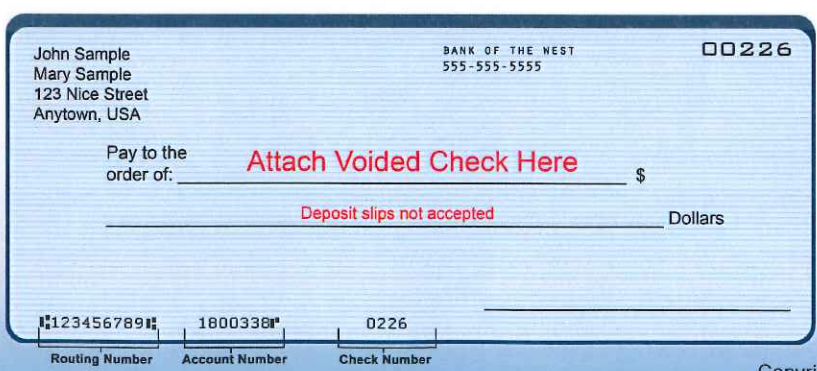 John Sample
Mary Sample
123 Nice Street
Anytown, USA
BANK OF THE WEST
555-555-5555
00226
Pay to the
order of:
Attach Voided Check Here
$
Deposit slips not accepted
Dollars
⑆123456789⑆ 1800338⑈ 0226
Routing Number Account Number Check Number